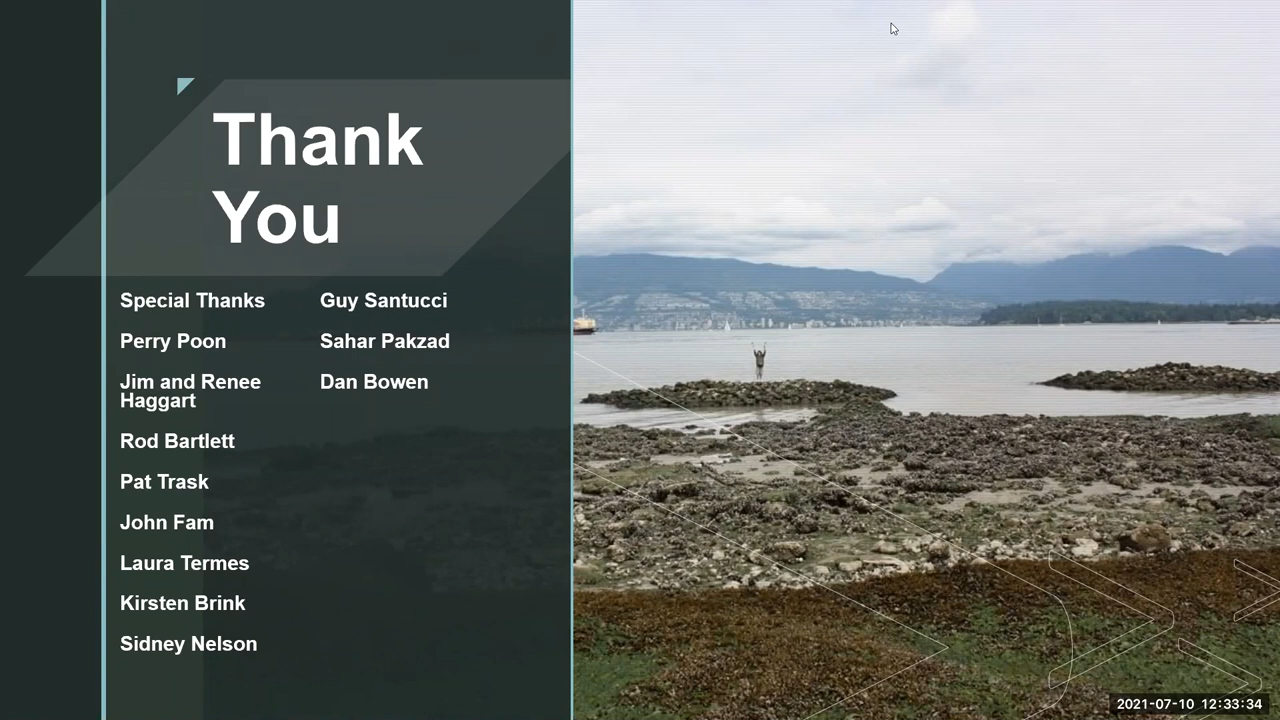 Thank
You
Special Thanks
Perry Poon
Jim and Renee
Haggart
Rod Bartlett
Pat Trask
John Fam
Laura Termes
Kirsten Brink
Sidney Nelson
Guy Santucci
Sahar Pakzad
Dan Bowen
2021-07-10 12:33:34